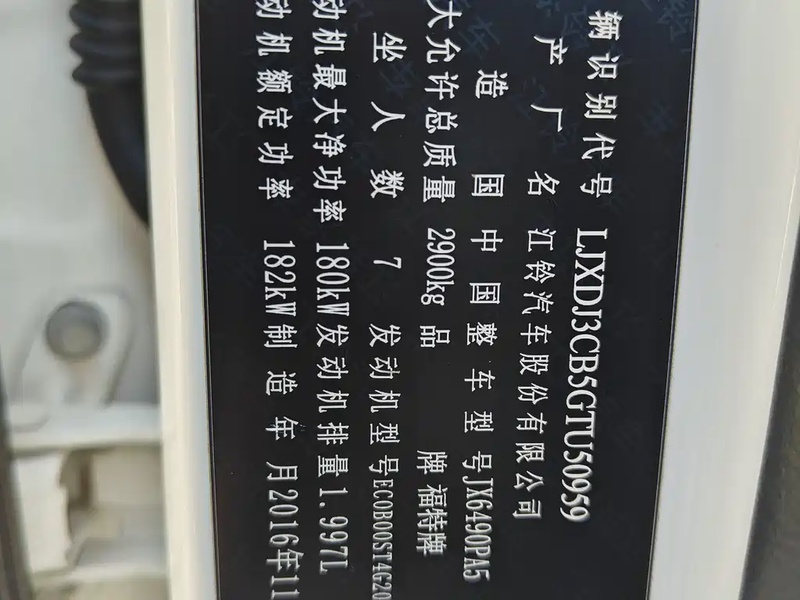 辆识别代号 LJXDJ3CB5GTU50959
产厂名 江铃汽车股份有限公司
造国 中国 整车型号 JX6490PA5
大允许总质量 2900kg 品牌 福特牌
坐人数 7 发动机型号 ECOB00ST4G20
动机最大净功率 180kW 发动机排量 1.997L
动机额定功率 182kW 制造年月 2016年11